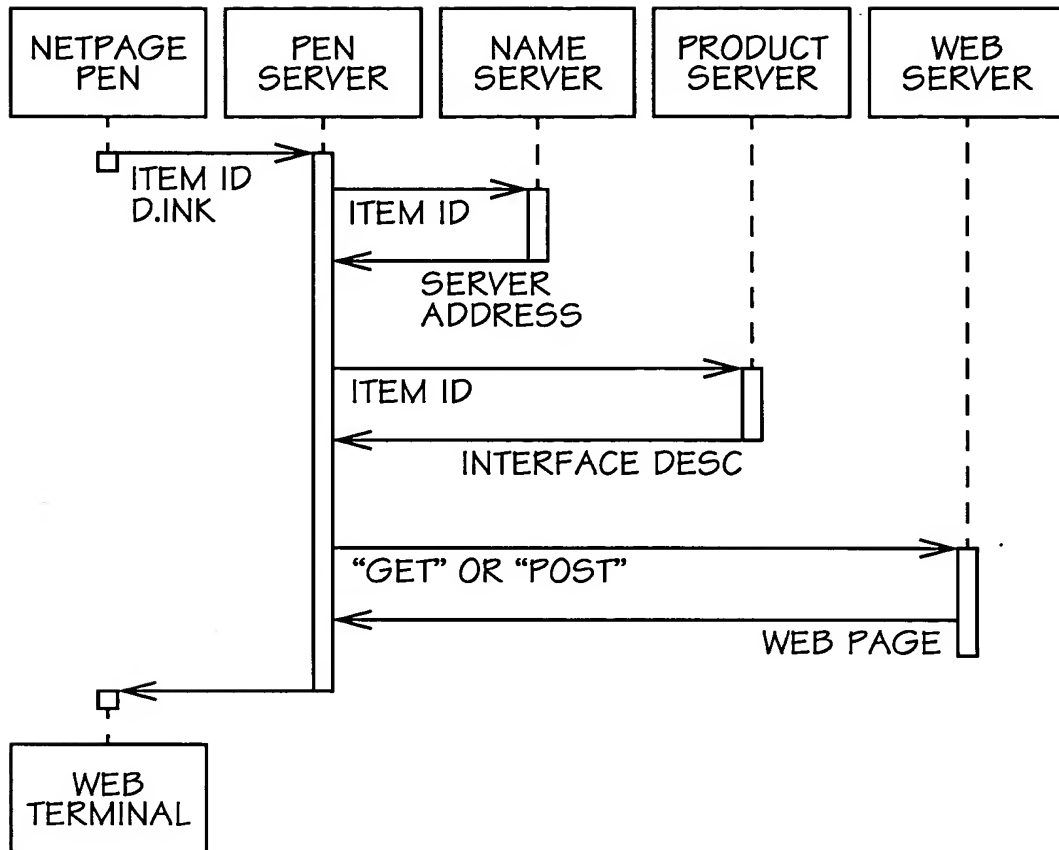 NETPAGE
PEN
PEN
SERVER
NAME
SERVER
PRODUCT
SERVER
WEB
SERVER
ITEM ID
D.INK
ITEM ID
SERVER
ADDRESS
ITEM ID
INTERFACE DESC
“GET” OR “POST”
WEB PAGE
WEB
TERMINAL